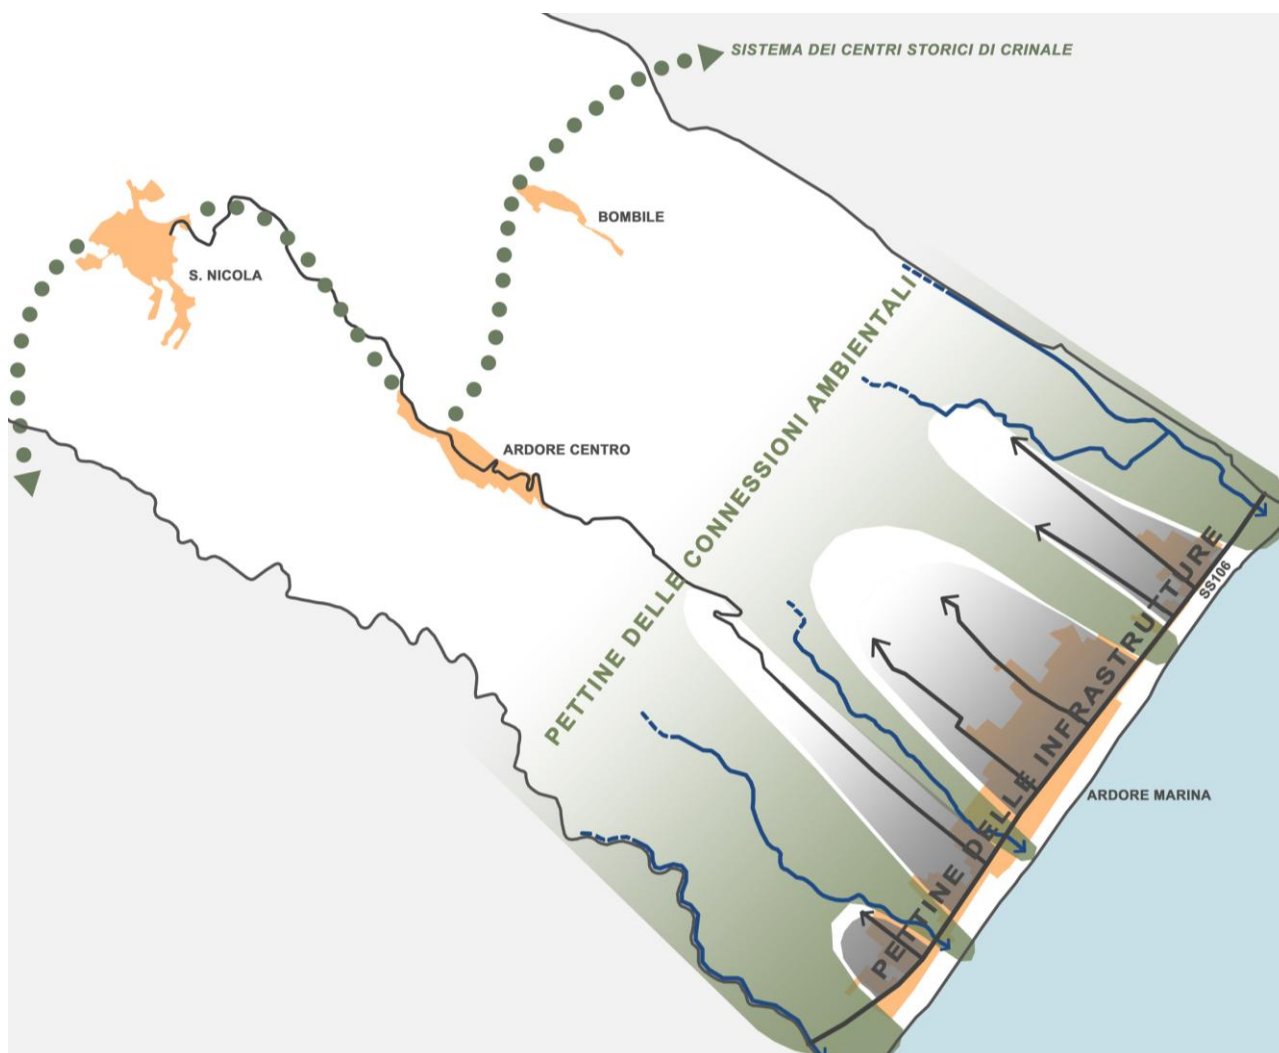 SISTEMA DEI CENTRI STORICI DI CRINALE
BOMBILE
S. NICOLA
ARDORE CENTRO
PETTINE DELLE CONNESSIONI AMBIENTALI
SS106
PETTINE DELLE INFRASTRUTTURE
ARDORE MARINA